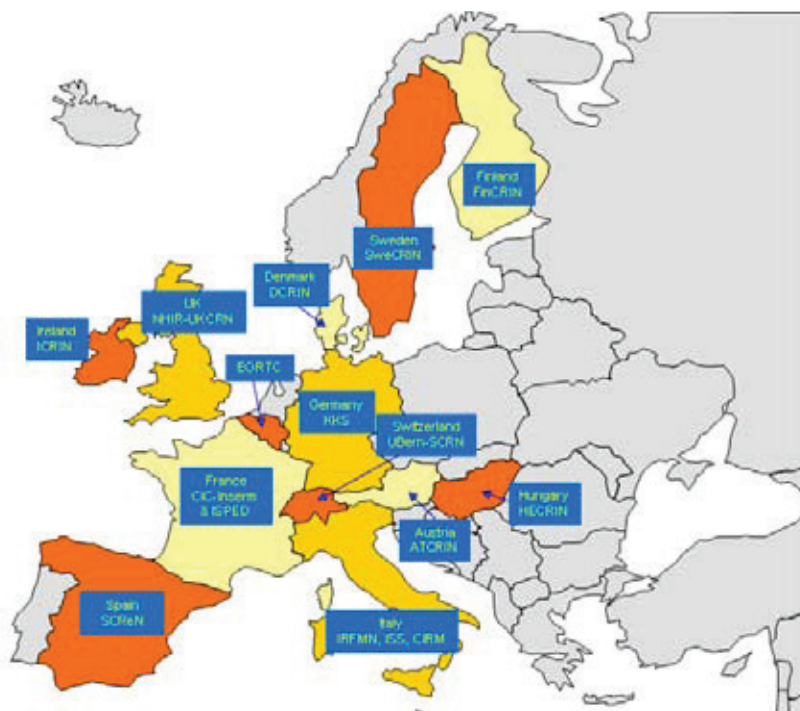 Finland
FinCRIN
Sweden
SweCRIN
Denmark
DCRIN
UK
NHIR-UKCRN
Ireland
ICRIN
EORTC
Germany
KKS
Switzerland
UBern-SCRN
France
CIC-Inserm
& ISPED
Hungary
HECRIN
Austria
ATCRIN
Spain
SCReN
Italy
IRFMN, ISS, CIRM